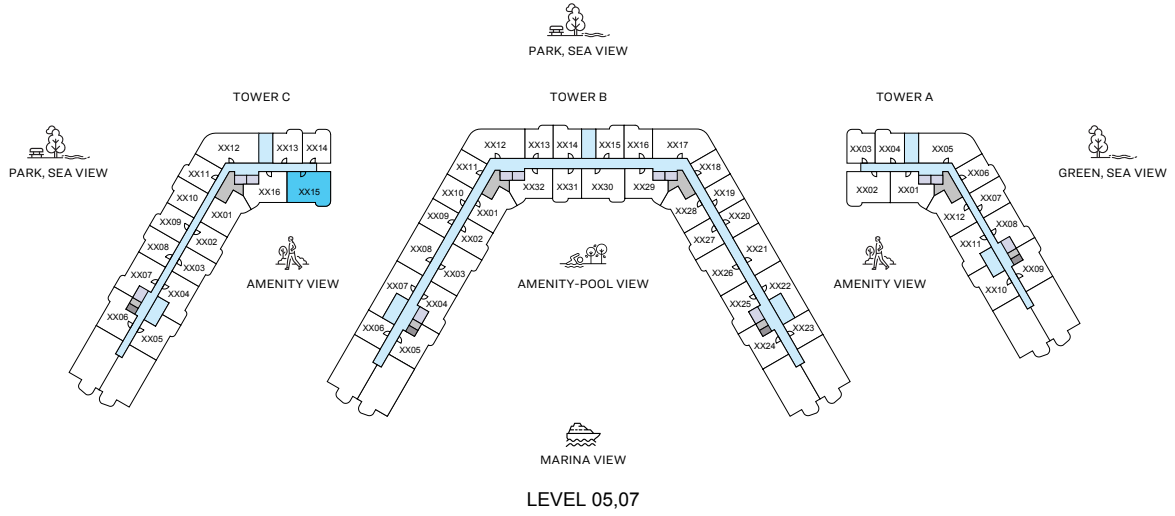 PARK, SEA VIEW
TOWER C
TOWER B
TOWER A
PARK, SEA VIEW
GREEN, SEA VIEW
XX12
XX13
XX14
XX11
XX16
XX15
XX10
XX01
XX09
XX02
XX08
XX03
XX07
XX04
XX06
XX05
XX12
XX13
XX14
XX15
XX16
XX17
XX11
XX18
XX32
XX31
XX30
XX29
XX10
XX19
XX01
XX28
XX09
XX20
XX02
XX27
XX08
XX21
XX03
XX26
XX07
XX22
XX04
XX25
XX06
XX23
XX05
XX24
XX03
XX04
XX05
XX06
XX02
XX01
XX07
XX12
XX08
XX11
XX09
XX10
AMENITY VIEW
AMENITY-POOL VIEW
AMENITY VIEW
MARINA VIEW
LEVEL 05,07